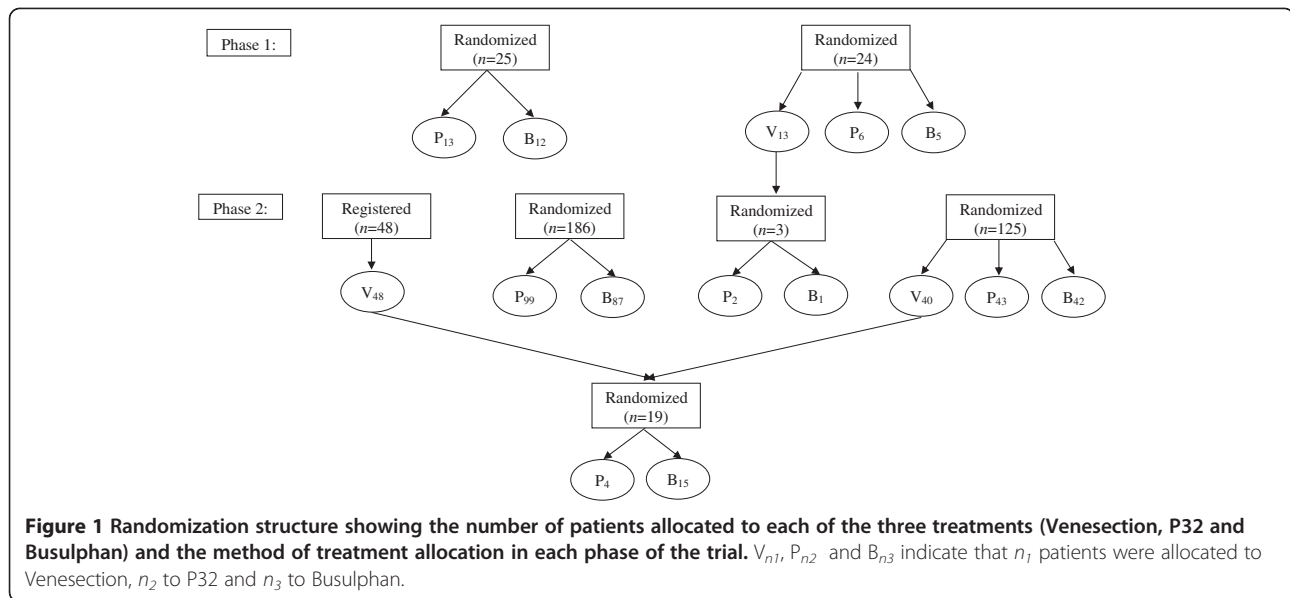 Phase 1:
Randomized
(n=25)
Randomized
(n=24)
P13
B12
V13
P6
B5
Phase 2:
Registered
(n=48)
Randomized
(n=186)
Randomized
(n=3)
Randomized
(n=125)
V48
P99
B87
P2
B1
V40
P43
B42
Randomized
(n=19)
P4
B15
Figure 1 Randomization structure showing the number of patients allocated to each of the three treatments (Venesection, P32 and
Busulphan) and the method of treatment allocation in each phase of the trial. Vn1, Pn2 and Bn3 indicate that n1 patients were allocated to
Venesection, n2 to P32 and n3 to Busulphan.